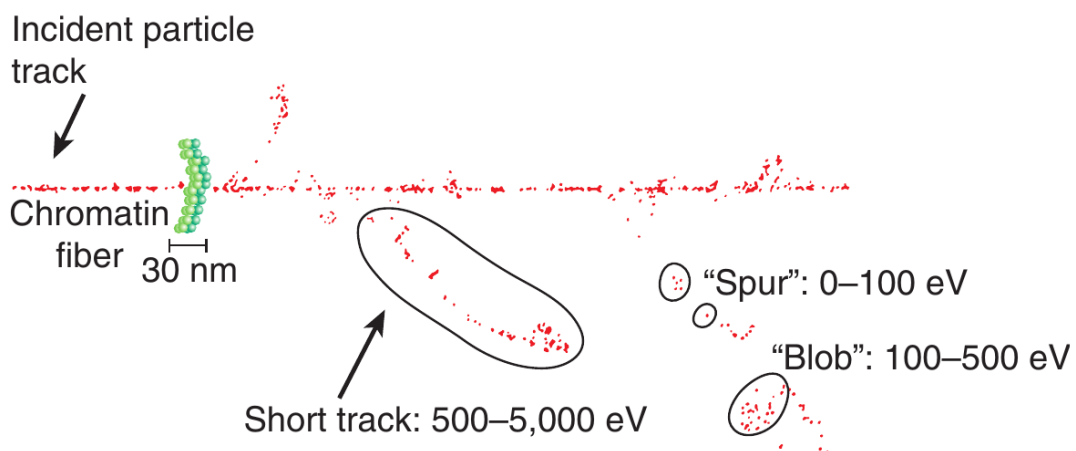 Incident particle
track
Chromatin
fiber
30 nm
“Spur”: 0–100 eV
“Blob”: 100–500 eV
Short track: 500–5,000 eV